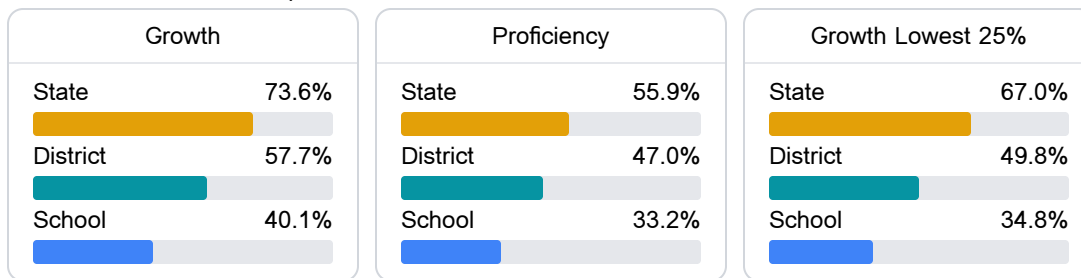 Growth
State 73.6%
District 57.7%
School 40.1%
Proficiency
State 55.9%
District 47.0%
School 33.2%
Growth Lowest 25%
State 67.0%
District 49.8%
School 34.8%